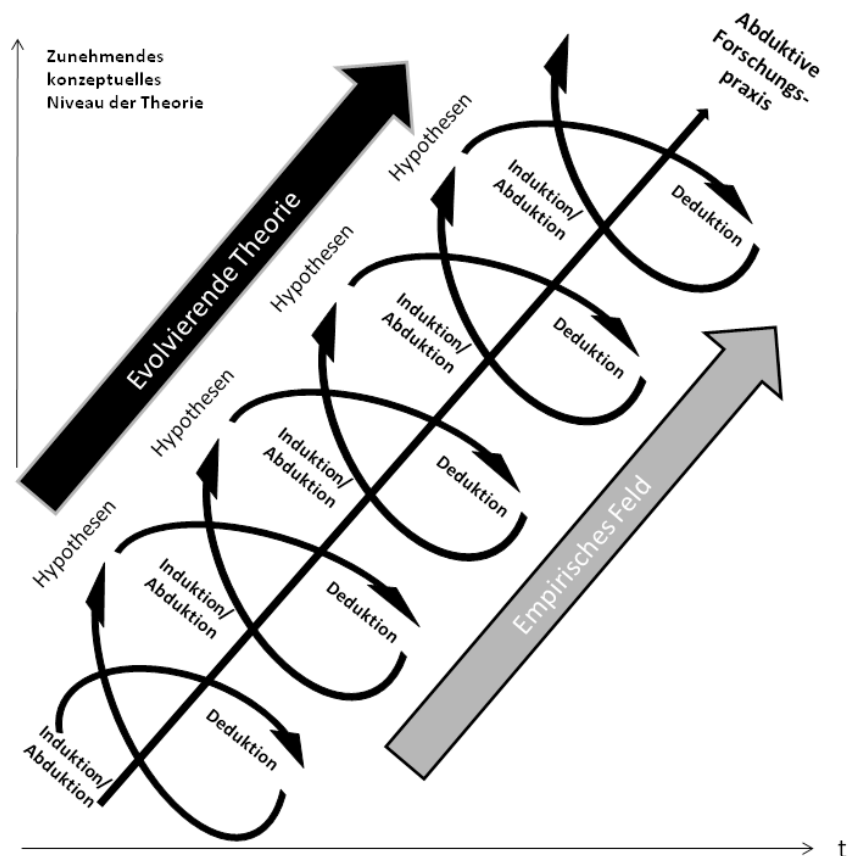 Zunehmendes
konzeptuelles
Niveau der Theorie
Abduktive
Forschungs-
praxis
Evolvierende Theorie
Hypothesen
Induktion/
Abduktion
Deduktion
Hypothesen
Induktion/
Abduktion
Deduktion
Hypothesen
Induktion/
Abduktion
Deduktion
Hypothesen
Induktion/
Abduktion
Deduktion
Induktion/
Abduktion
Deduktion
Empirisches Feld
t